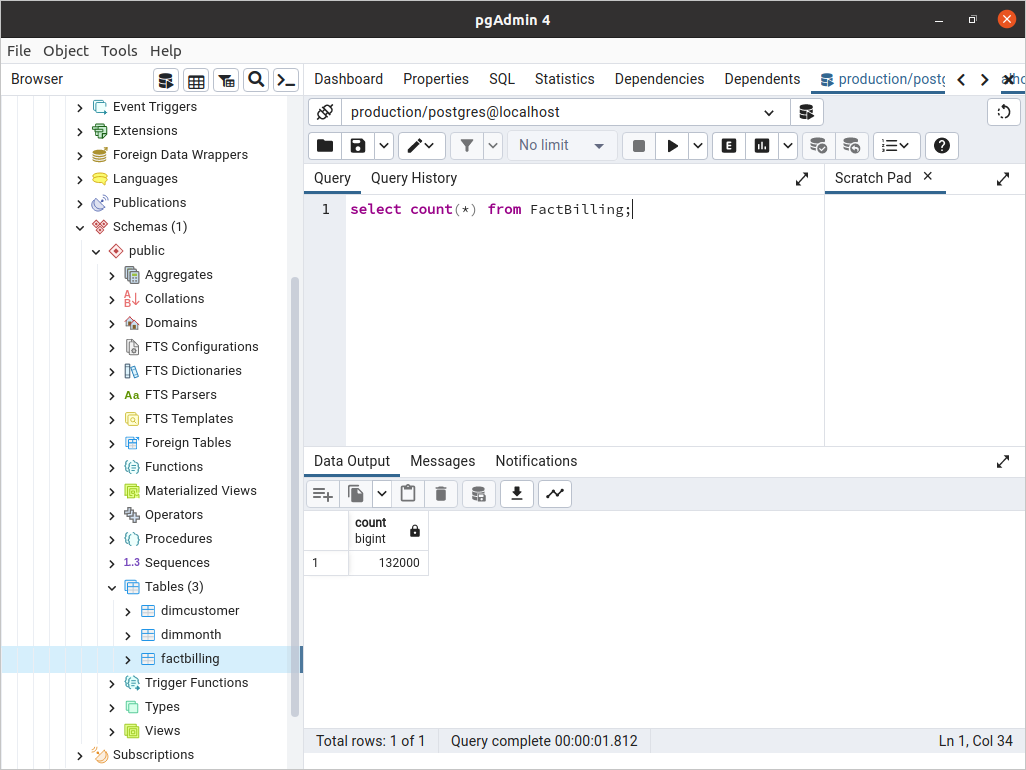 pgAdmin 4
File Object Tools Help
Browser
Dashboard Properties SQL Statistics Dependencies Dependents production/postg
Event Triggers
Extensions
Foreign Data Wrappers
Languages
Publications
Schemas (1)
public
Aggregates
Collations
Domains
FTS Configurations
FTS Dictionaries
Aa FTS Parsers
FTS Templates
Foreign Tables
Functions
Materialized Views
Operators
Procedures
1..3 Sequences
Tables (3)
dimcustomer
dimmonth
factbilling
Trigger Functions
Types
Views
Subscriptions
production/postgres@localhost
No limit
E
Query Query History
Scratch Pad
1 select count(*) from FactBilling;
Data Output Messages Notifications
count
bigint
1 132000
Total rows: 1 of 1 Query complete 00:00:01.812 Ln 1, Col 34